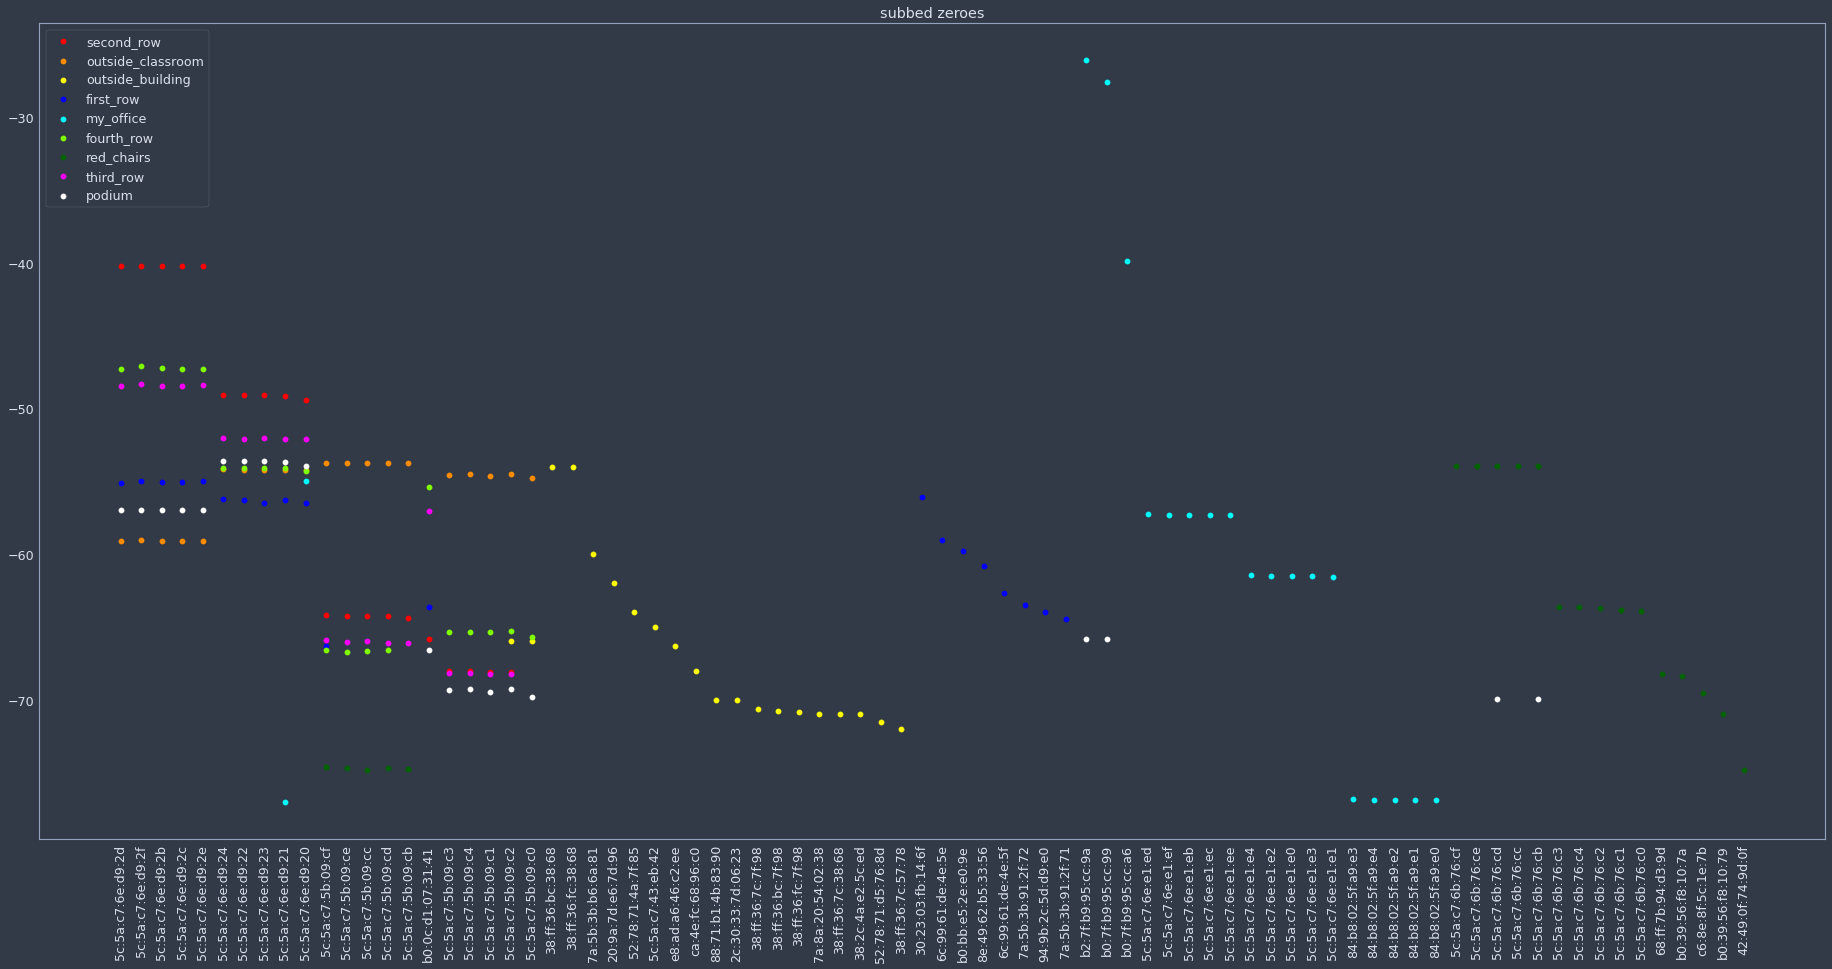 subbed zeroes
second_row
outside_classroom
outside_building
first_row
my_office
fourth_row
red_chairs
third_row
podium
−30
−40
−50
−60
−70
5c:5a:c7:6e:d9:2d
5c:5a:c7:6e:d9:2f
5c:5a:c7:6e:d9:2b
5c:5a:c7:6e:d9:2c
5c:5a:c7:6e:d9:2e
5c:5a:c7:6e:d9:24
5c:5a:c7:6e:d9:22
5c:5a:c7:6e:d9:23
5c:5a:c7:6e:d9:21
5c:5a:c7:6e:d9:20
5c:5a:c7:5b:09:cf
5c:5a:c7:5b:09:ce
5c:5a:c7:5b:09:cc
5c:5a:c7:5b:09:cd
5c:5a:c7:5b:09:cb
b0:0c:d1:07:31:41
5c:5a:c7:5b:09:c3
5c:5a:c7:5b:09:c4
5c:5a:c7:5b:09:c1
5c:5a:c7:5b:09:c2
5c:5a:c7:5b:09:c0
38:ff:36:bc:38:68
38:ff:36:fc:38:68
7a:5b:3b:b6:6a:81
20:9a:7d:e6:7d:96
52:78:71:4a:7f:85
5c:5a:c7:43:eb:42
e8:ad:a6:46:c2:ee
ca:4e:fc:68:96:c0
88:71:b1:4b:83:90
2c:30:33:7d:06:23
38:ff:36:7c:7f:98
38:ff:36:bc:7f:98
38:ff:36:fc:7f:98
7a:8a:20:54:02:38
38:ff:36:7c:38:68
38:2c:4a:e2:5c:ed
52:78:71:d5:76:8d
38:ff:36:7c:57:78
30:23:03:fb:14:6f
6c:99:61:de:4e:5e
b0:bb:e5:2e:e0:9e
8e:49:62:b5:33:56
6c:99:61:de:4e:5f
7a:5b:3b:91:2f:72
94:9b:2c:5d:d9:e0
7a:5b:3b:91:2f:71
b2:7f:b9:95:cc:9a
b0:7f:b9:95:cc:99
b0:7f:b9:95:cc:a6
5c:5a:c7:6e:e1:ed
5c:5a:c7:6e:e1:ef
5c:5a:c7:6e:e1:eb
5c:5a:c7:6e:e1:ec
5c:5a:c7:6e:e1:ee
5c:5a:c7:6e:e1:e4
5c:5a:c7:6e:e1:e2
5c:5a:c7:6e:e1:e0
5c:5a:c7:6e:e1:e3
5c:5a:c7:6e:e1:e1
84:b8:02:5f:a9:e3
84:b8:02:5f:a9:e4
84:b8:02:5f:a9:e2
84:b8:02:5f:a9:e1
84:b8:02:5f:a9:e0
5c:5a:c7:6b:76:cf
5c:5a:c7:6b:76:ce
5c:5a:c7:6b:76:cd
5c:5a:c7:6b:76:cc
5c:5a:c7:6b:76:cb
5c:5a:c7:6b:76:c3
5c:5a:c7:6b:76:c4
5c:5a:c7:6b:76:c2
5c:5a:c7:6b:76:c1
5c:5a:c7:6b:76:c0
68:ff:7b:94:d3:9d
b0:39:56:f8:10:7a
c6:8e:8f:5c:1e:7b
b0:39:56:f8:10:79
42:49:0f:74:9d:0f